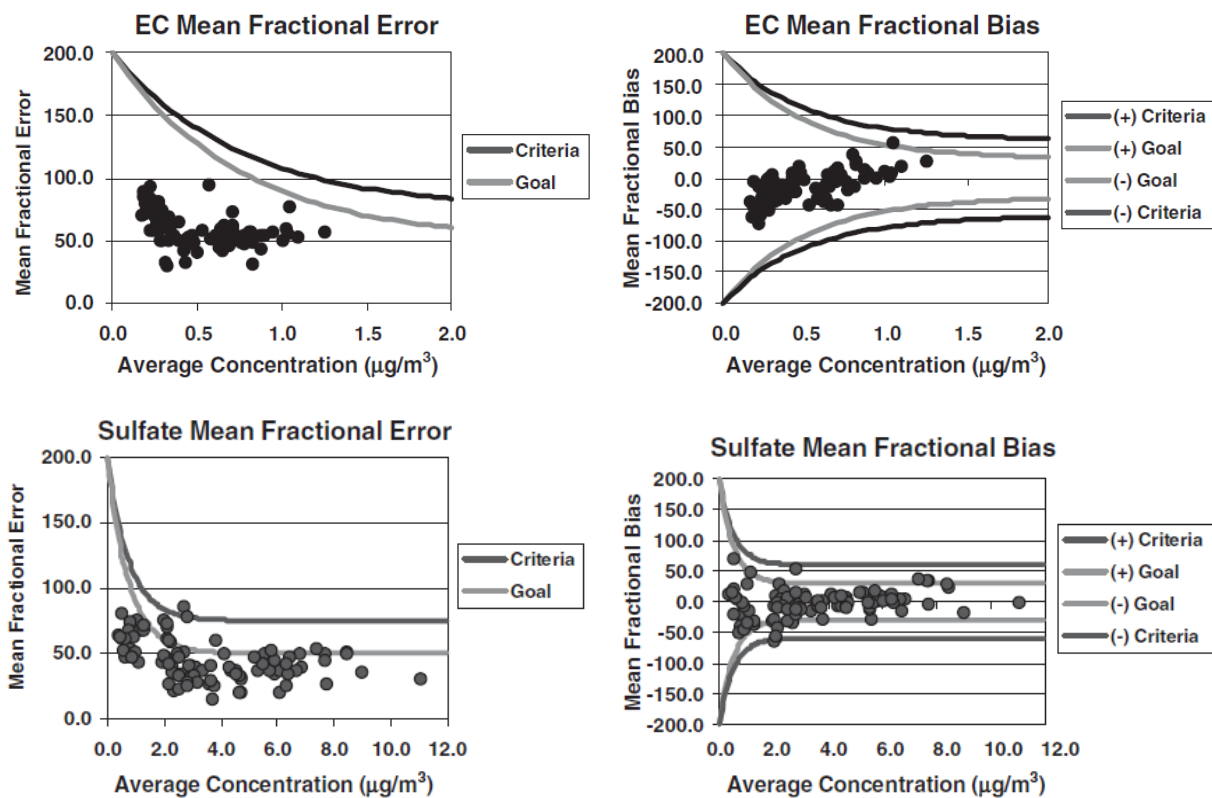 EC Mean Fractional Error
Mean Fractional Error
200.0
150.0
100.0
50.0
0.0
0.0 0.5 1.0 1.5 2.0
Average Concentration (μg/m³)
Criteria
Goal
EC Mean Fractional Bias
Mean Fractional Bias
200.0
150.0
100.0
50.0
0.0
-50.0
-100.0
-150.0
-200.0
0.0 0.5 1.0 1.5 2.0
Average Concentration (μg/m³)
(+) Criteria
(+) Goal
(-) Goal
(-) Criteria
Sulfate Mean Fractional Error
Mean Fractional Error
200.0
150.0
100.0
50.0
0.0
0.0 2.0 4.0 6.0 8.0 10.0 12.0
Average Concentration (μg/m³)
Criteria
Goal
Sulfate Mean Fractional Bias
Mean Fractional Bias
200.0
150.0
100.0
50.0
0.0
-50.0
-100.0
-150.0
-200.0
0.0 2.0 4.0 6.0 8.0 10.0 12.0
Average Concentration (μg/m³)
(+) Criteria
(+) Goal
(-) Goal
(-) Criteria